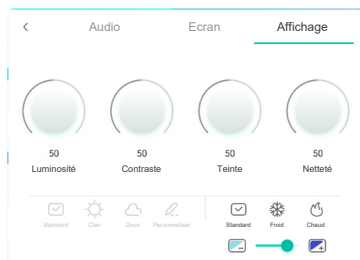 Audio Ecran Affichage
50 50 50 50
Luminosité Contraste Teinte Netteté
Standard Clair Doux Personnaliser Standard Froid Chaud